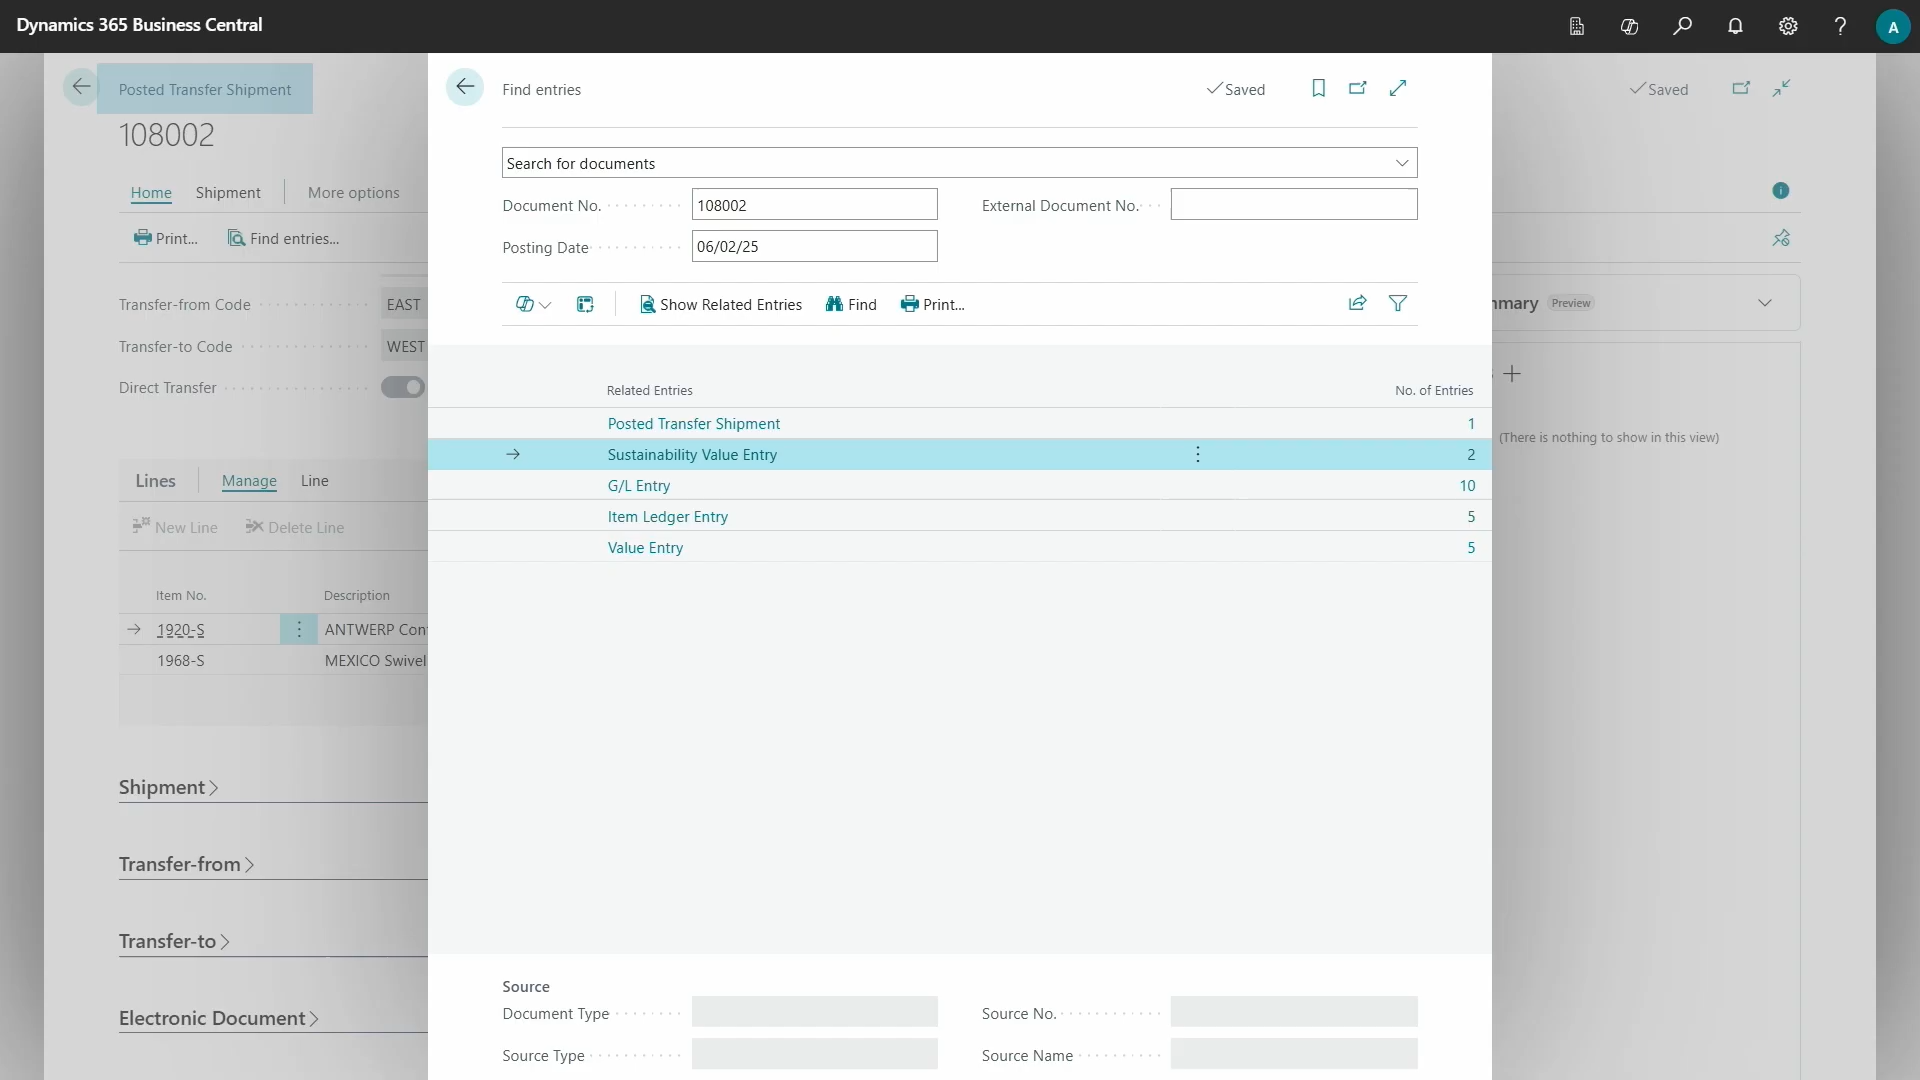 Dynamics 365 Business Central
A
Posted Transfer Shipment
108002
Home Shipment More options
Print... Find entries...
Transfer-from Code EAST
Transfer-to Code WEST
Direct Transfer
Lines Manage Line
New Line Delete Line
Item No. Description
1920-S ANTWERP
1968-S MEXICO Swivel
Shipment
Transfer-from
Transfer-to
Electronic Document
Find entries
Saved
Search for documents
Document No. 108002 External Document No.
Posting Date 06/02/25
Show Related Entries Find Print...
Related Entries No. of Entries
Posted Transfer Shipment 1
Sustainability Value Entry 2
G/L Entry 10
Item Ledger Entry 5
Value Entry 5
Source
Document Type Source No.
Source Type Source Name
Saved
Preview
(There is nothing to show in this view)